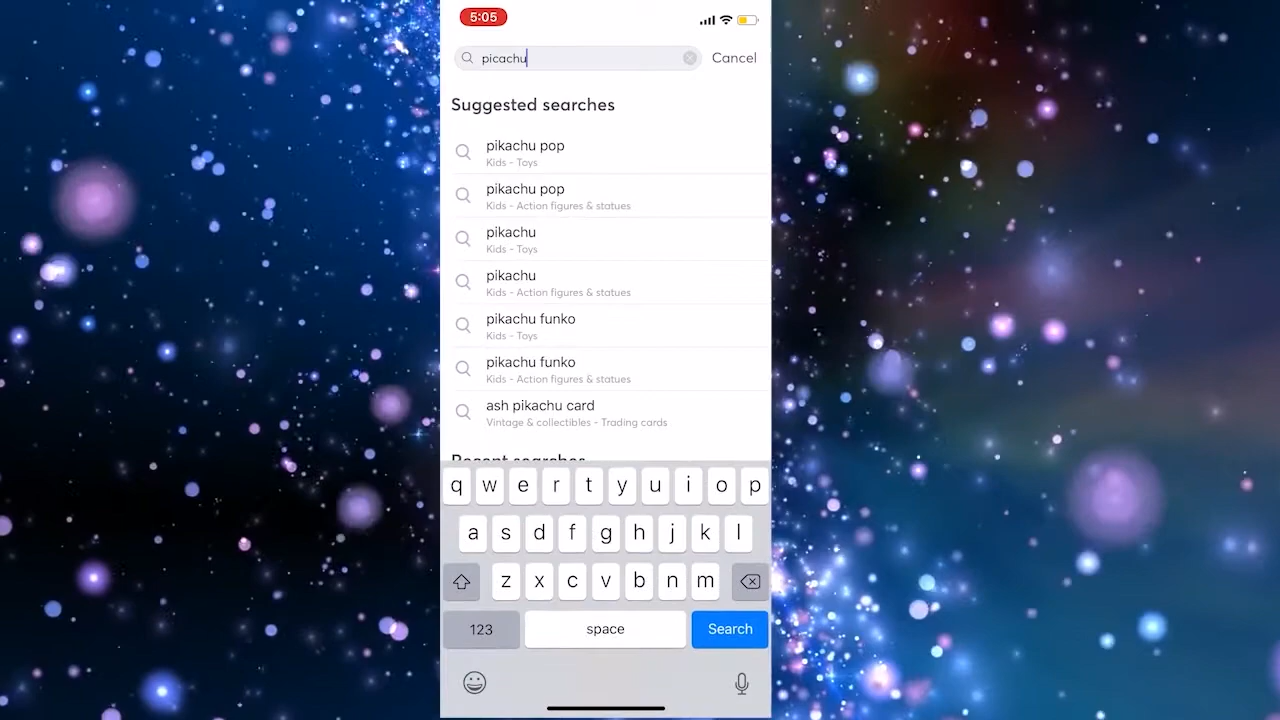 5:05
picachu
Cancel
Suggested searches
pikachu pop
Kids - Toys
pikachu pop
Kids - Action figures & statues
pikachu
Kids - Toys
pikachu
Kids - Action figures & statues
pikachu funko
Kids - Toys
pikachu funko
Kids - Action figures & statues
ash pikachu card
Vintage & collectibles - Trading cards
Recent searches
q w e r t y u i o p
a s d f g h j k l
z x c v b n m
123 space Search